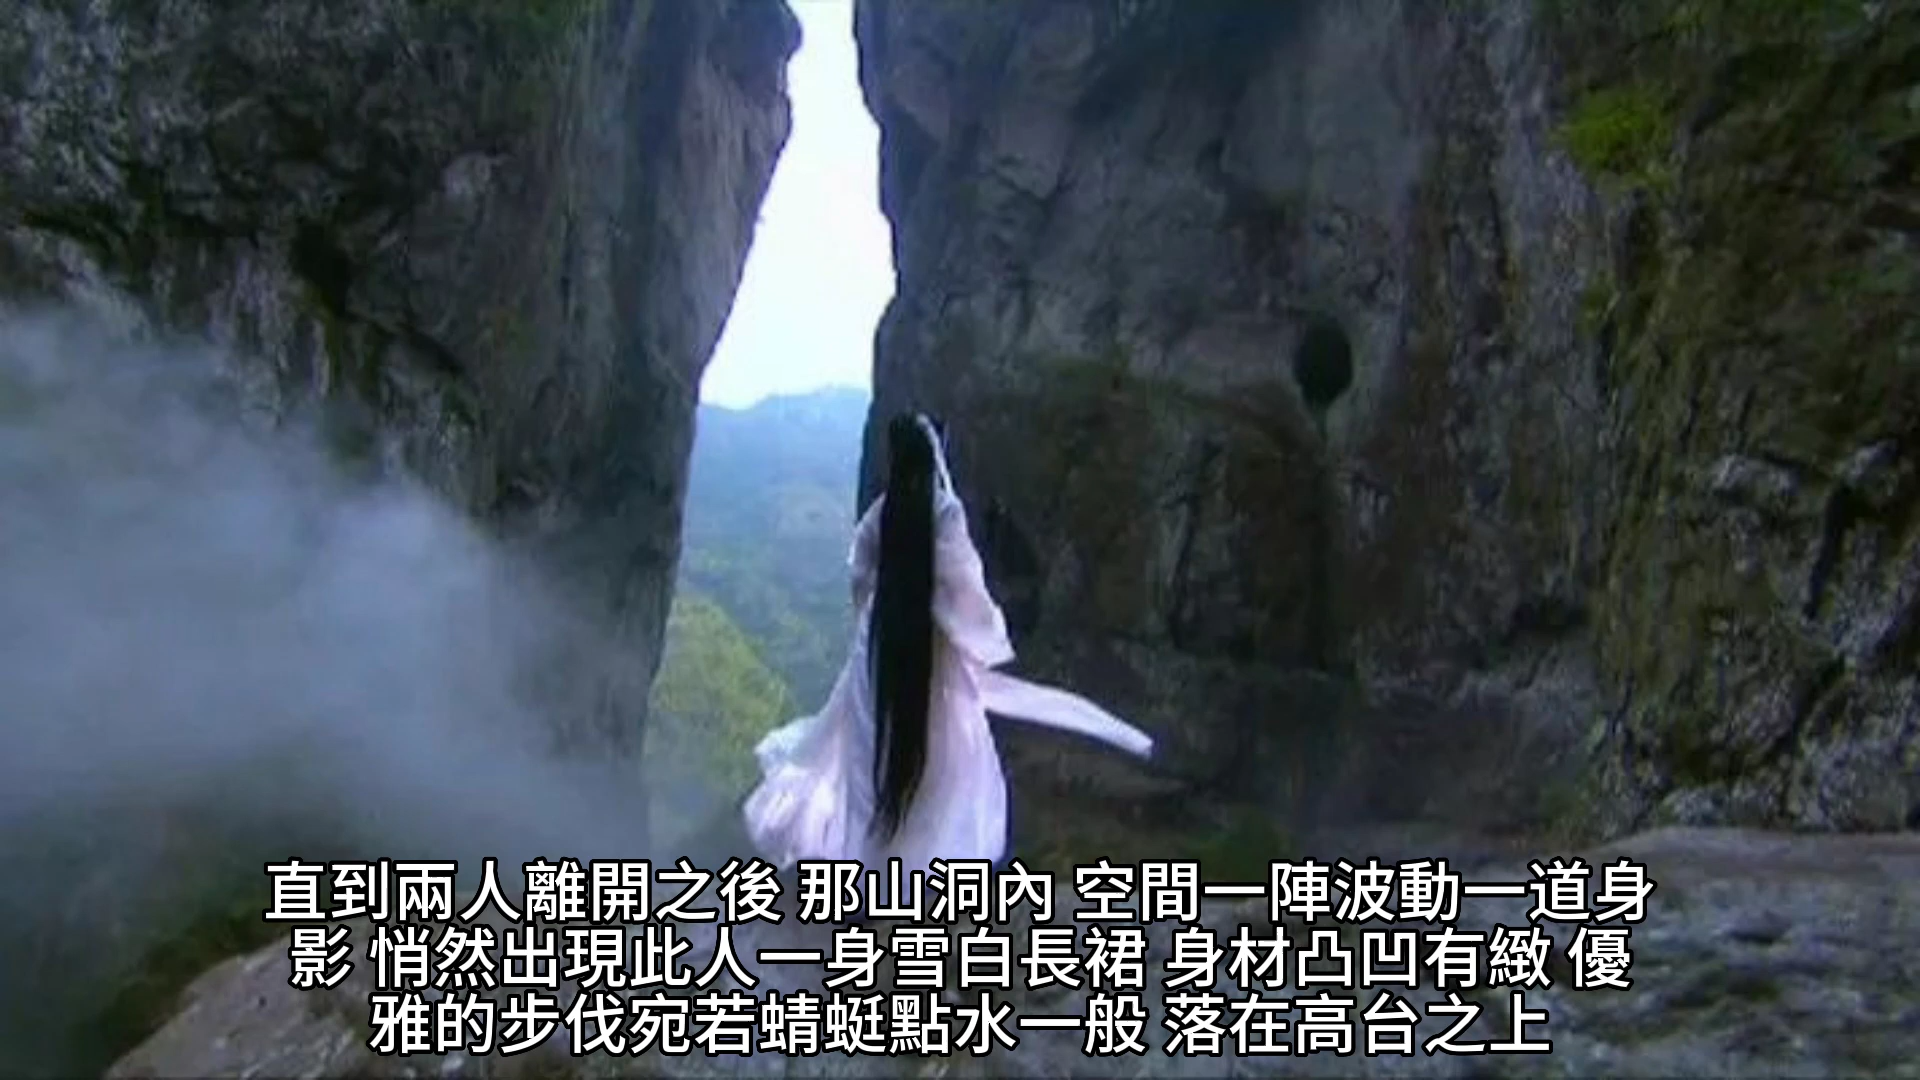 直到兩人離開之後 那山洞內 空間一陣波動一道身
影 悄然出現此人一身雪白長裙 身材凸凹有緻 優
雅的步伐宛若蜻蜓點水一般 落在高台之上